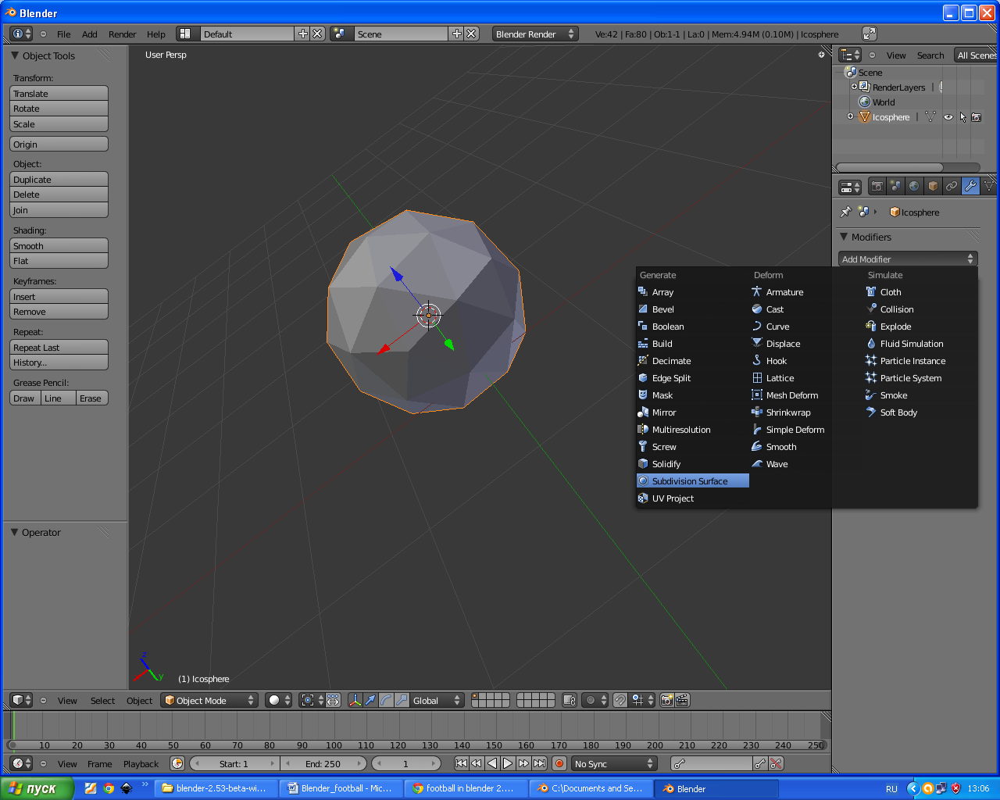 Blender
File Add Render Help Default Scene Blender Render Ve:42 | Fa:80 | Ob:1-1 | La:0 | Mem:4.94M (0.10M) | Icosphere
Object Tools
Transform:
Translate
Rotate
Scale
Origin
Object:
Duplicate
Delete
Join
Shading:
Smooth
Flat
Keyframes:
Insert
Remove
Repeat:
Repeat Last
History...
Grease Pencil:
Draw Line Erase
Operator
User Persp
z
y
(1) Icosphere
View Search All Scenes
Scene
RenderLayers |
World
Icosphere |
Icosphere
Modifiers
Add Modifier
Generate
Array
Bevel
Boolean
Build
Decimate
Edge Split
Mask
Mirror
Multiresolution
Screw
Solidify
Subdivision Surface
UV Project
Deform
Armature
Cast
Curve
Displace
Hook
Lattice
Mesh Deform
Shrinkwrap
Simple Deform
Smooth
Wave
Simulate
Cloth
Collision
Explode
Fluid Simulation
Particle Instance
Particle System
Smoke
Soft Body
View Select Object Object Mode Global
0 10 20 30 40 50 60 70 80 90 100 110 120 130 140 150 160 170 180 190 200 210 220 230 240 250
View Frame Playback Start: 1 End: 250 1 No Sync
пуск blender-2.53-beta-wi... Blender_football - Mic... football in blender 2.... C:\Documents and Se... Blender RU 13:06